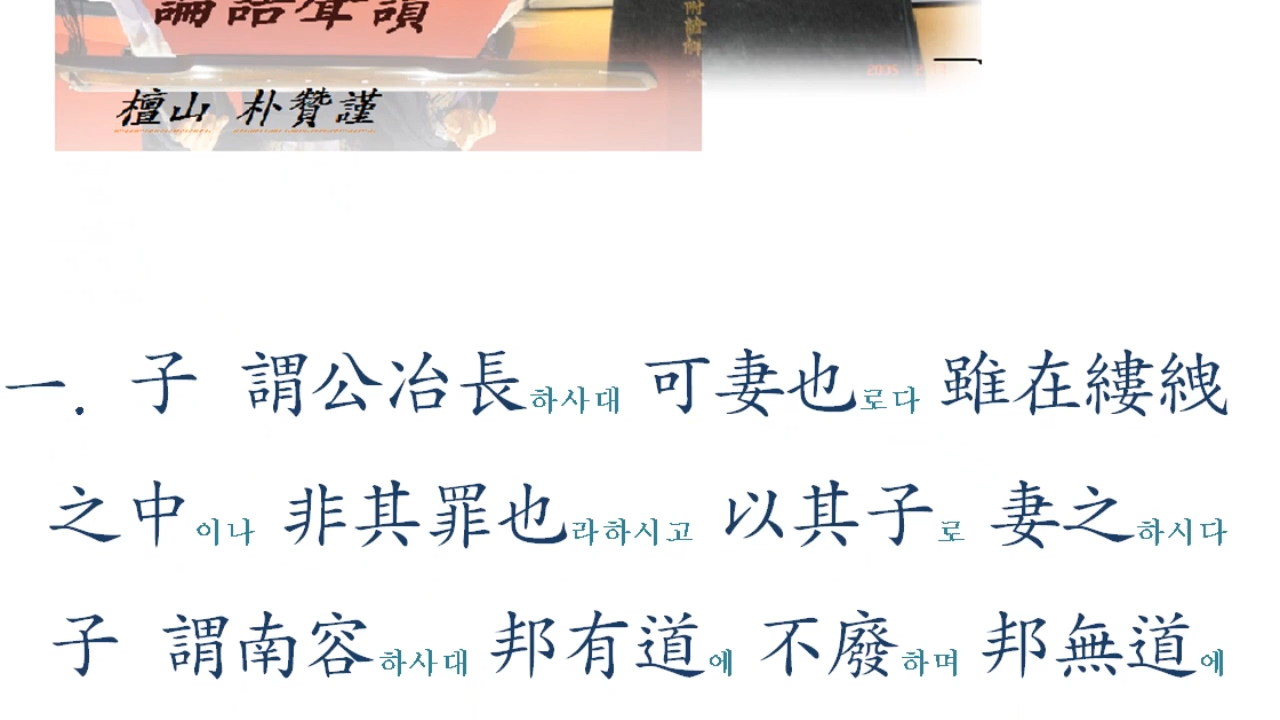 論語聲讀
檀山 朴贊謹
一. 子 謂公冶長하사대 可妻也로다 雖在縷絏
之中이나 非其罪也라하시고 以其子로 妻之하시다
子 謂南容하사대 邦有道에 不廢하며 邦無道에